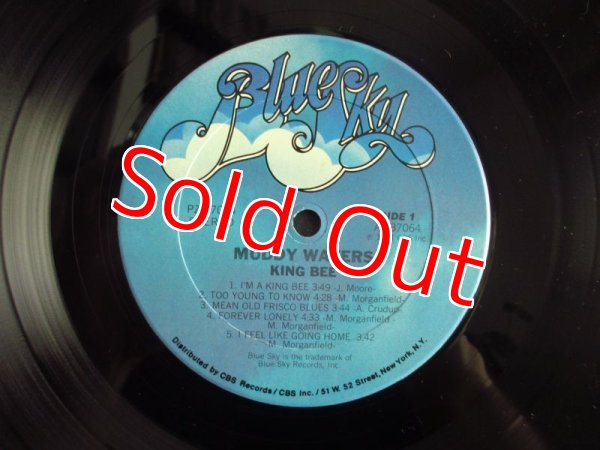 Blue Sky
SIDE 1
37064
Inc.
MUDDY WATERS
KING BEE
1. I'M A KING BEE 3:49 -J. Moore-
2. TOO YOUNG TO KNOW 4:28 -M. Morganfield-
3. MEAN OLD FRISCO BLUES 3:44 -A. Crudup-
4. FOREVER LONELY 4:33 -M. Morganfield -
M. Morganfield-
5. I FEEL LIKE GOING HOME 3:42
M. Morganfield-
Blue Sky is the trademark of
Blue Sky Records, Inc.
Distributed by CBS Records / CBS Inc. / 51 W. 52 Street, New York, N.Y.
Sold Out